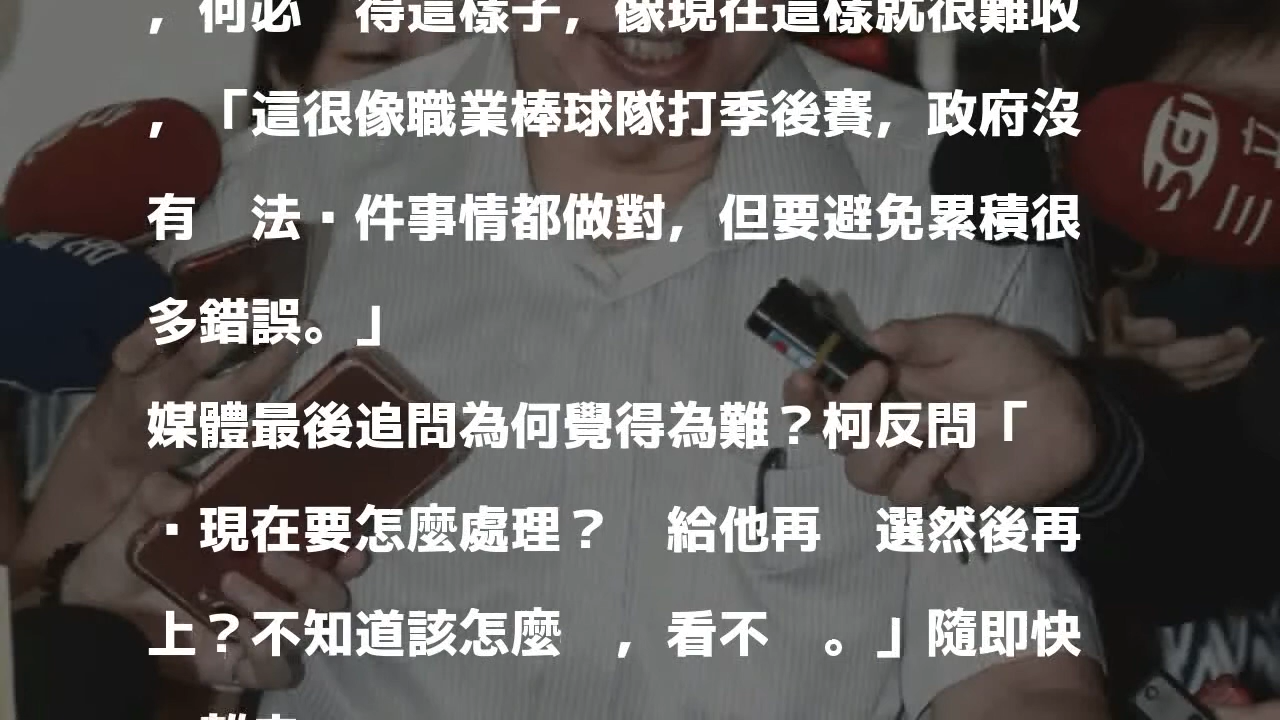 ，何必　得這樣子，像現在這樣就很難收
，「這很像職業棒球隊打季後賽，政府沒
有　法·件事情都做對，但要避免累積很
多錯誤。」
媒體最後追問為何覺得為難？柯反問「
·現在要怎麼處理？　給他再　選然後再
上？不知道該怎麼　，看不　。」隨即快
SET
三立